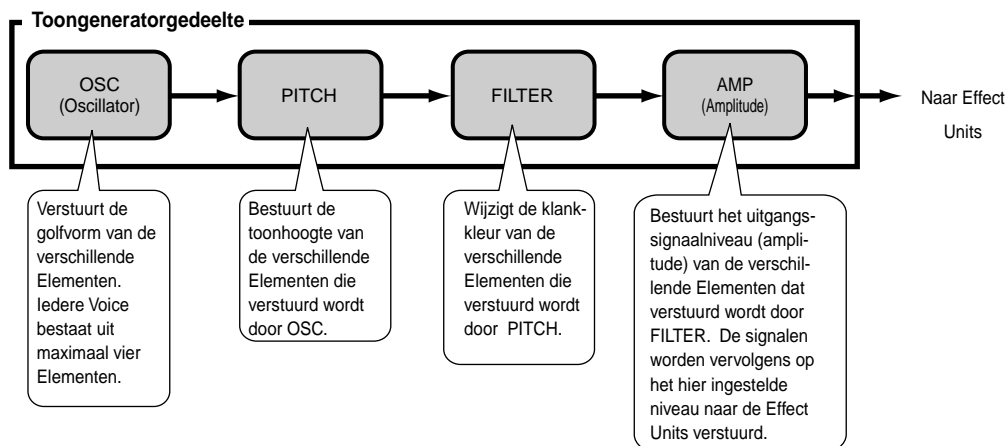 Toongeneratorgedeelte
OSC
(Oscillator)
PITCH
FILTER
AMP
(Amplitude)
Naar Effect
Units
Verstuurt de
golfvorm van de
verschillende
Elementen.
Iedere Voice
bestaat uit
maximaal vier
Elementen.
Bestuurt de
toonhoogte van
de verschillende
Elementen die
verstuurd wordt
door OSC.
Wijzigt de klank-
kleur van de
verschillende
Elementen die
verstuurd wordt
door PITCH.
Bestuurt het uitgangs-
signaalniveau (ampli-
tude) van de verschil-
lende Elementen dat
verstuurd wordt door
FILTER. De signalen
worden vervolgens op
het hier ingestelde
niveau naar de Effect
Units verstuurd.